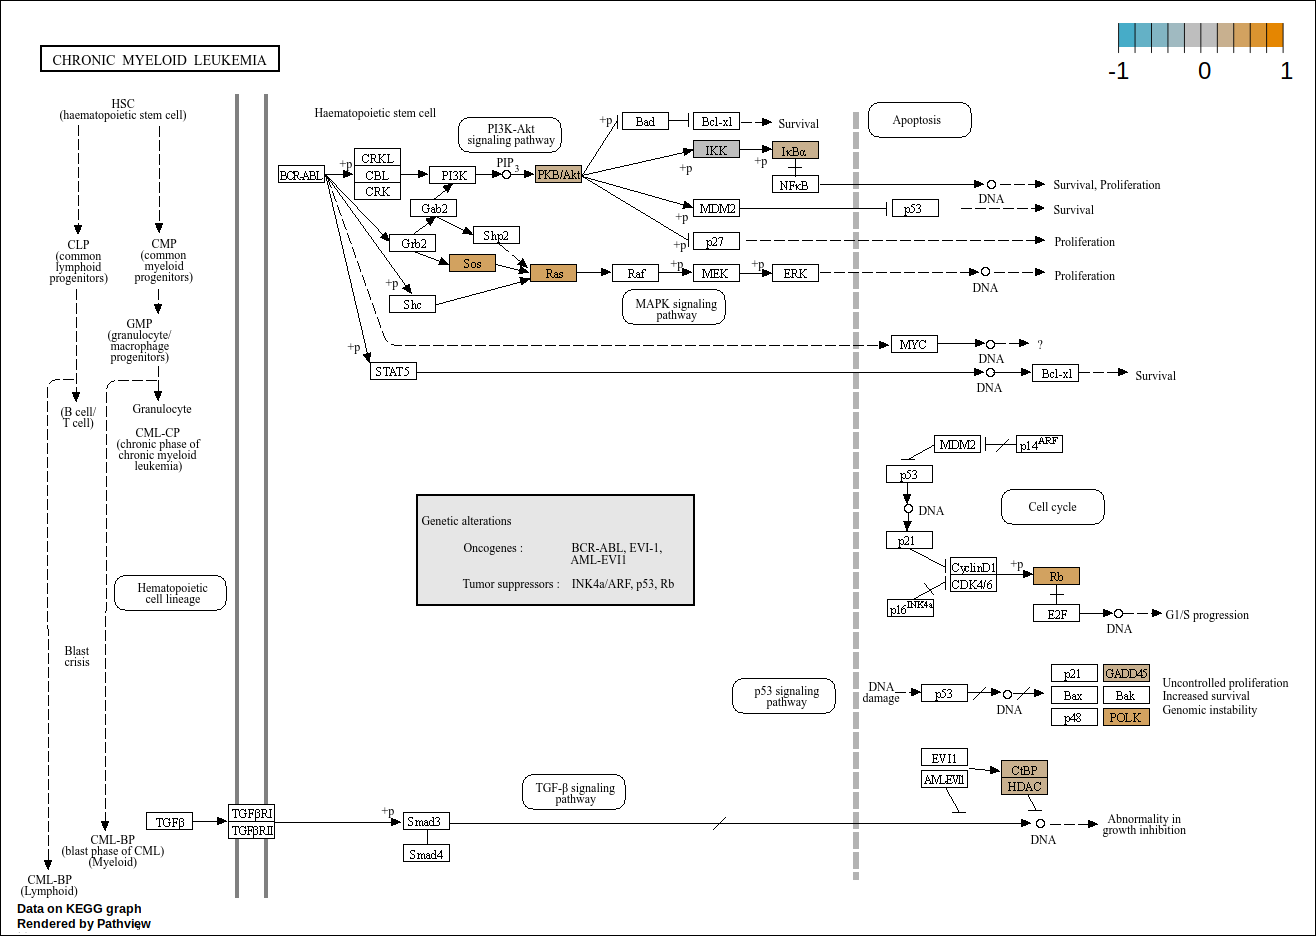 CHRONIC MYELOID LEUKEMIA
-1 0 1
HSC
(haematopoietic stem cell)
CLP
(common
lymphoid
progenitors)
CMP
(common
myeloid
progenitors)
GMP
(granulocyte/
macrophage
progenitors)
(B cell/
T cell)
Granulocyte
CML-CP
(chronic phase of
chronic myeloid
leukemia)
Hematopoietic
cell lineage
Blast
crisis
CML-BP
(blast phase of CML)
(Myeloid)
CML-BP
(Lymphoid)
Haematopoietic stem cell
PI3K-Akt
signaling pathway
Apoptosis
BCR-ABL
+p
CRKL
CBL
CRK
PI3K
PIP3
PKB/Akt
Gab2
Grb2
Shp2
Sos
Ras
+p
Shc
+p
STAT5
+p
Bad
Bcl-xl
Survival
IKK
+p
+p
IκBα
NFκB
DNA
Survival, Proliferation
MDM2
+p
p53
Survival
+p
p27
Proliferation
Raf
+p
MEK
+p
ERK
DNA
Proliferation
MAPK signaling
pathway
MYC
DNA
?
DNA
Bcl-xl
Survival
MDM2
p14ARF
p53
DNA
Cell cycle
p21
CyclinD1
CDK4/6
+p
Rb
p16INK4a
E2F
DNA
G1/S progression
Genetic alterations
Oncogenes : BCR-ABL, EVI-1,
AML-EVI1
Tumor suppressors : INK4a/ARF, p53, Rb
p53 signaling
pathway
DNA
damage
p53
DNA
p21
GADD45
Bax
Bak
p48
POLK
Uncontrolled proliferation
Increased survival
Genomic instability
EVI1
AML-EVI1
CtBP
HDAC
TGF-β signaling
pathway
TGFβ
TGFβRI
TGFβRII
+p
Smad3
Smad4
DNA
Abnormality in
growth inhibition
Data on KEGG graph
Rendered by Pathview